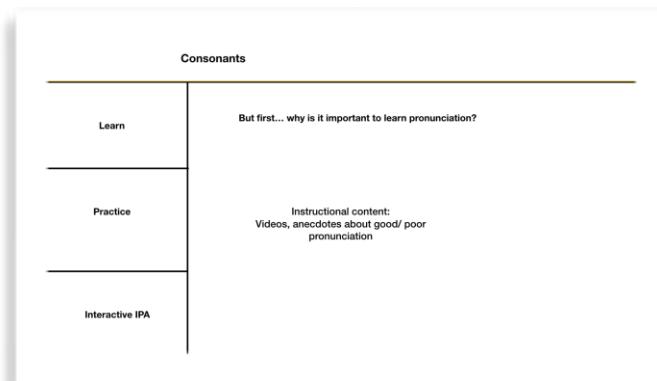 Consonants
Learn
But first... why is it important to learn pronunciation?
Practice
Instructional content:
Videos, anecdotes about good/ poor
pronunciation
Interactive IPA